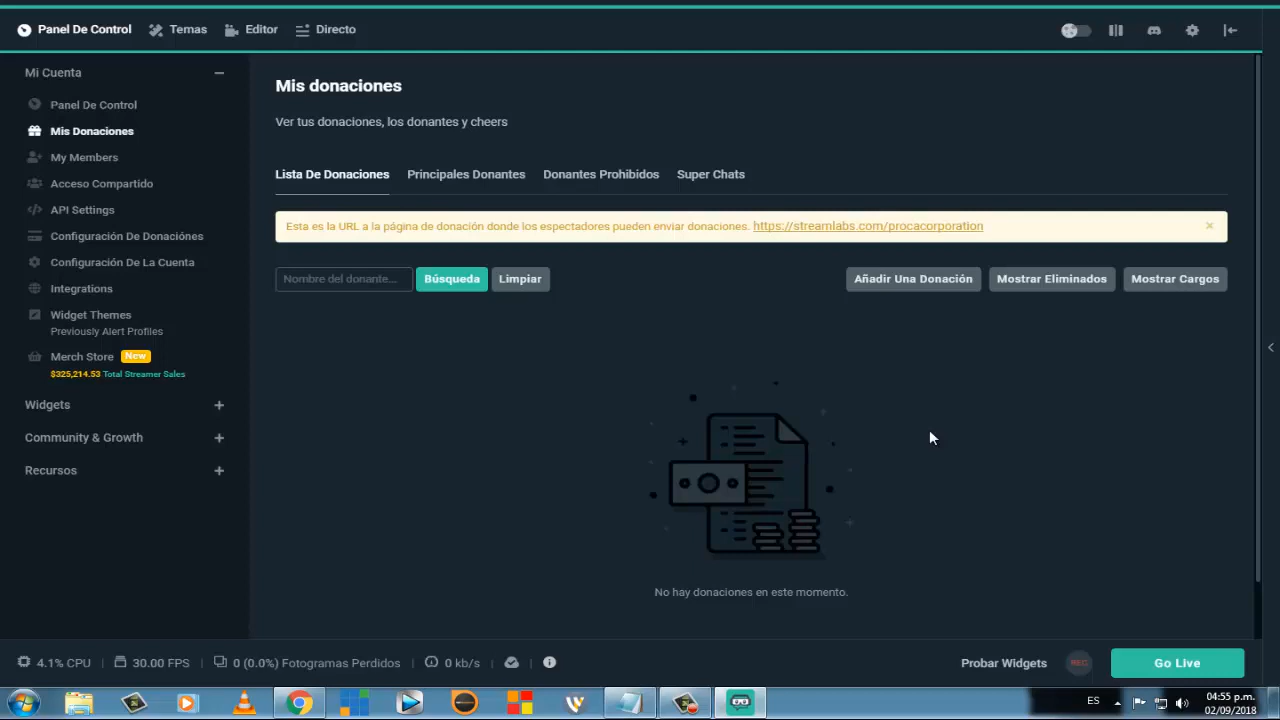 Panel De Control
Temas
Editor
Directo
Mi Cuenta
Panel De Control
Mis Donaciones
My Members
Acceso Compartido
API Settings
Configuración De Donaciónes
Configuración De La Cuenta
Integrations
Widget Themes
Previously Alert Profiles
Merch Store New
$325,214.53 Total Streamer Sales
Widgets
Community & Growth
Recursos
Mis donaciones
Ver tus donaciones, los donantes y cheers
Lista De Donaciones
Principales Donantes
Donantes Prohibidos
Super Chats
Esta es la URL a la página de donación donde los espectadores pueden enviar donaciones. https://streamlabs.com/procacorporation
Nombre del donante...
Búsqueda
Limpiar
Añadir Una Donación
Mostrar Eliminados
Mostrar Cargos
No hay donaciones en este momento.
4.1% CPU
30.00 FPS
0 (0.0%) Fotogramas Perdidos
0 kb/s
Probar Widgets
REC
Go Live
ES
04:55 p.m.
02/09/2018